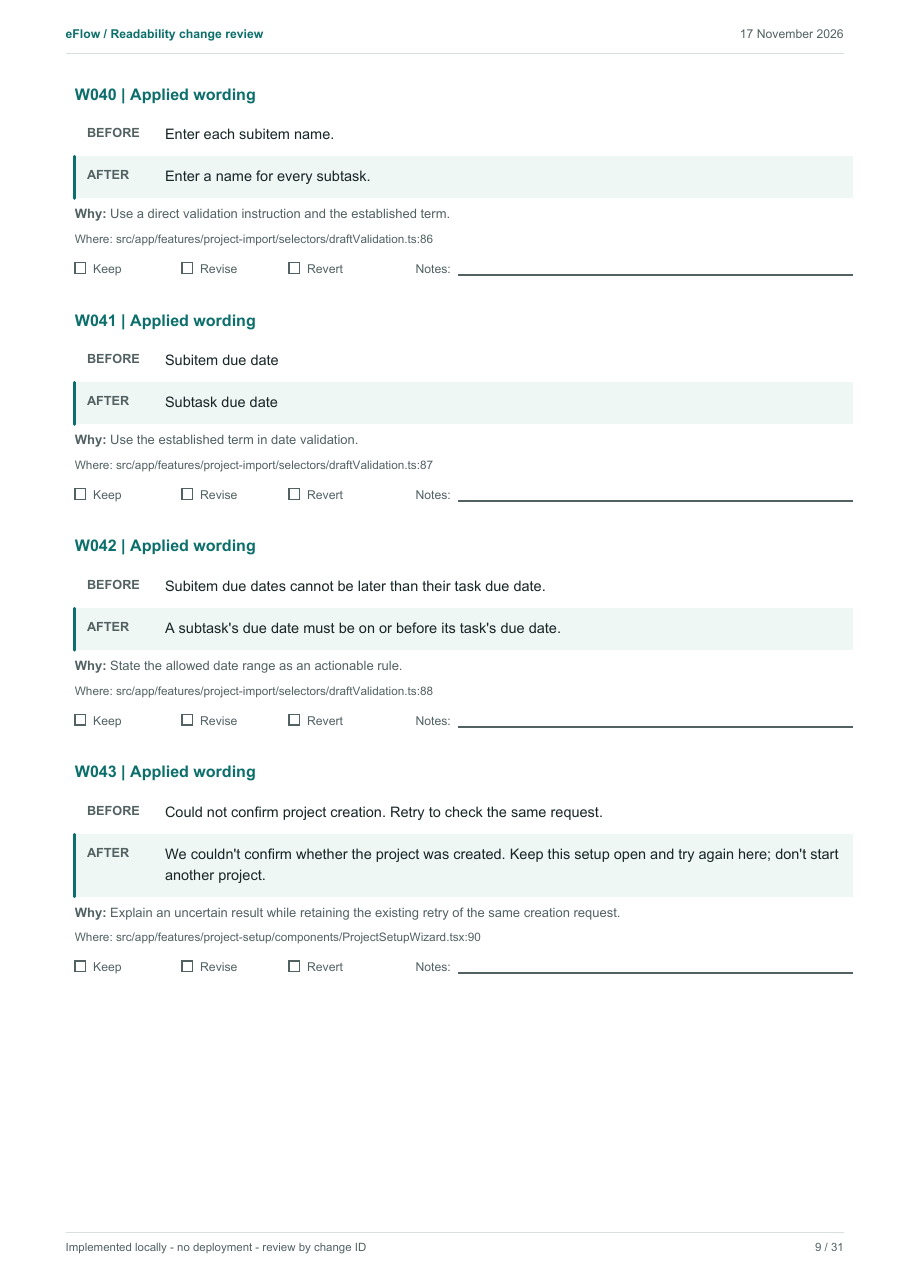 eFlow / Readability change review 17 November 2026
W040 | Applied wording
BEFORE Enter each subitem name.
AFTER Enter a name for every subtask.
Why: Use a direct validation instruction and the established term.
Where: src/app/features/project-import/selectors/draftValidation.ts:86
Keep Revise Revert Notes:
W041 | Applied wording
BEFORE Subitem due date
AFTER Subtask due date
Why: Use the established term in date validation.
Where: src/app/features/project-import/selectors/draftValidation.ts:87
Keep Revise Revert Notes:
W042 | Applied wording
BEFORE Subitem due dates cannot be later than their task due date.
AFTER A subtask's due date must be on or before its task's due date.
Why: State the allowed date range as an actionable rule.
Where: src/app/features/project-import/selectors/draftValidation.ts:88
Keep Revise Revert Notes:
W043 | Applied wording
BEFORE Could not confirm project creation. Retry to check the same request.
AFTER We couldn't confirm whether the project was created. Keep this setup open and try again here; don't start
another project.
Why: Explain an uncertain result while retaining the existing retry of the same creation request.
Where: src/app/features/project-setup/components/ProjectSetupWizard.tsx:90
Keep Revise Revert Notes:
Implemented locally - no deployment - review by change ID 9 / 31